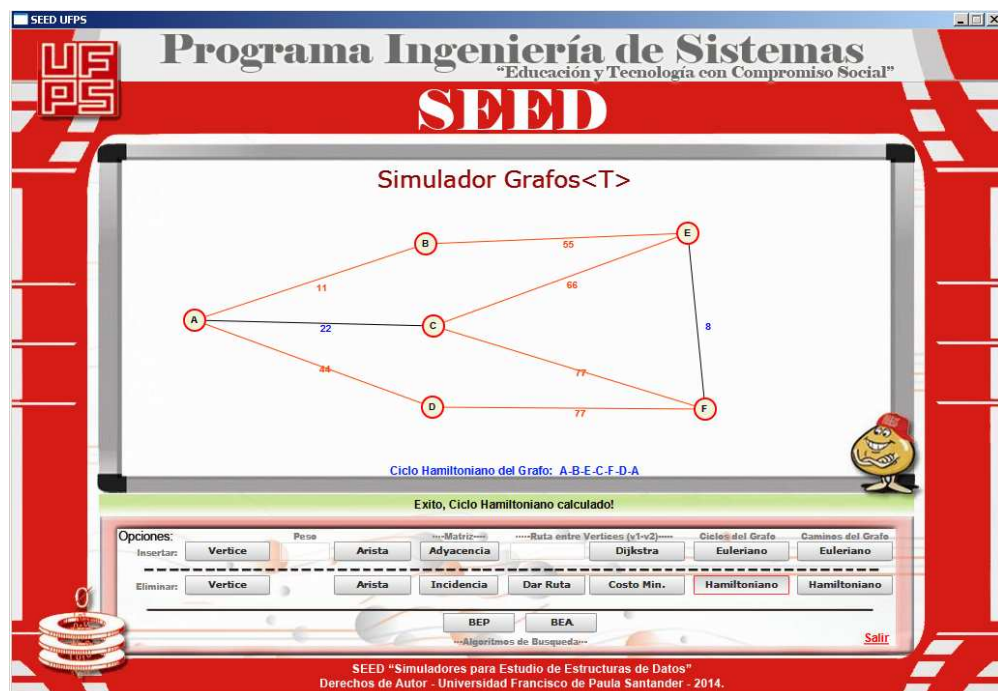 SEED UFPS
UF
PS
Programa Ingeniería de Sistemas
“Educación y Tecnología con Compromiso Social”
SEED
Simulador Grafos<T>
B
E
55
11
66
A
C
22
8
44
77
D
F
77
Ciclo Hamiltoniano del Grafo: A-B-E-C-F-D-A
Exito, Ciclo Hamiltoniano calculado!
Opciones: Peso ----Matriz---- -----Ruta entre Vertices (v1-v2)----- Ciclos del Grafo Caminos del Grafo
Insertar: Vertice Arista Adyacencia Dijkstra Euleriano Euleriano
Eliminar: Vertice Arista Incidencia Dar Ruta Costo Min. Hamiltoniano Hamiltoniano
BEP BEA
---Algoritmos de Busqueda---
Salir
SEED “Simuladores para Estudio de Estructuras de Datos”
Derechos de Autor - Universidad Francisco de Paula Santander - 2014.